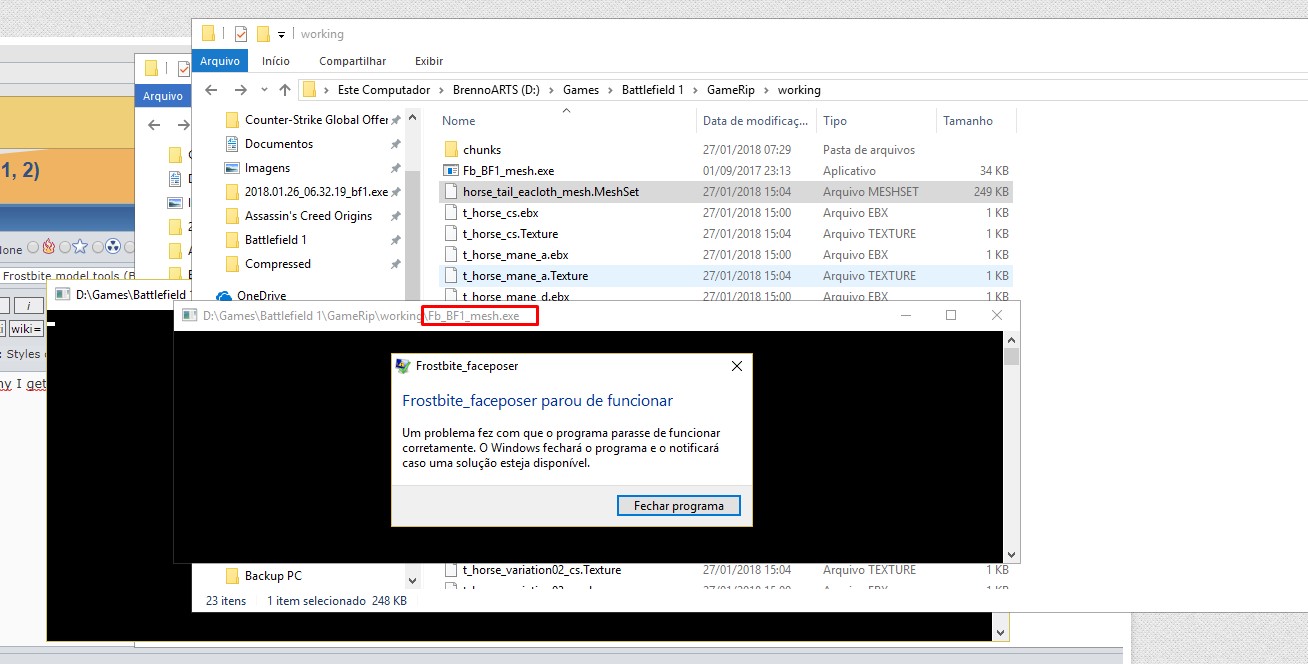 working
Arquivo Início Compartilhar Exibir
Este Computador > BrennoARTS (D:) > Games > Battlefield 1 > GameRip > working
Arquivo
1, 2)
None
Frostbite model tools (B
i
wiki=
: Styles
ny I get
Counter-Strike Global Offer
Documentos
Imagens
2018.01.26_06.32.19_bf1.exe
Assassin's Creed Origins
Battlefield 1
Compressed
OneDrive
Backup PC
Nome Data de modificaç... Tipo Tamanho
chunks 27/01/2018 07:29 Pasta de arquivos
Fb_BF1_mesh.exe 01/09/2017 23:13 Aplicativo 34 KB
horse_tail_eacloth_mesh.MeshSet 27/01/2018 15:04 Arquivo MESHSET 249 KB
t_horse_cs.ebx 27/01/2018 15:00 Arquivo EBX 1 KB
t_horse_cs.Texture 27/01/2018 15:00 Arquivo TEXTURE 1 KB
t_horse_mane_a.ebx 27/01/2018 15:00 Arquivo EBX 1 KB
t_horse_mane_a.Texture 27/01/2018 15:04 Arquivo TEXTURE 1 KB
t_horse_mane_d.ebx 27/01/2018 15:00 Arquivo EBX 1 KB
D:\Games\Battlefield 1
D:\Games\Battlefield 1\GameRip\working\Fb_BF1_mesh.exe
Frostbite_faceposer
Frostbite_faceposer parou de funcionar
Um problema fez com que o programa parasse de funcionar
corretamente. O Windows fechará o programa e o notificará
caso uma solução esteja disponível.
Fechar programa
t_horse_variation02_cs.Texture 27/01/2018 15:04 Arquivo TEXTURE 1 KB
23 itens 1 item selecionado 248 KB